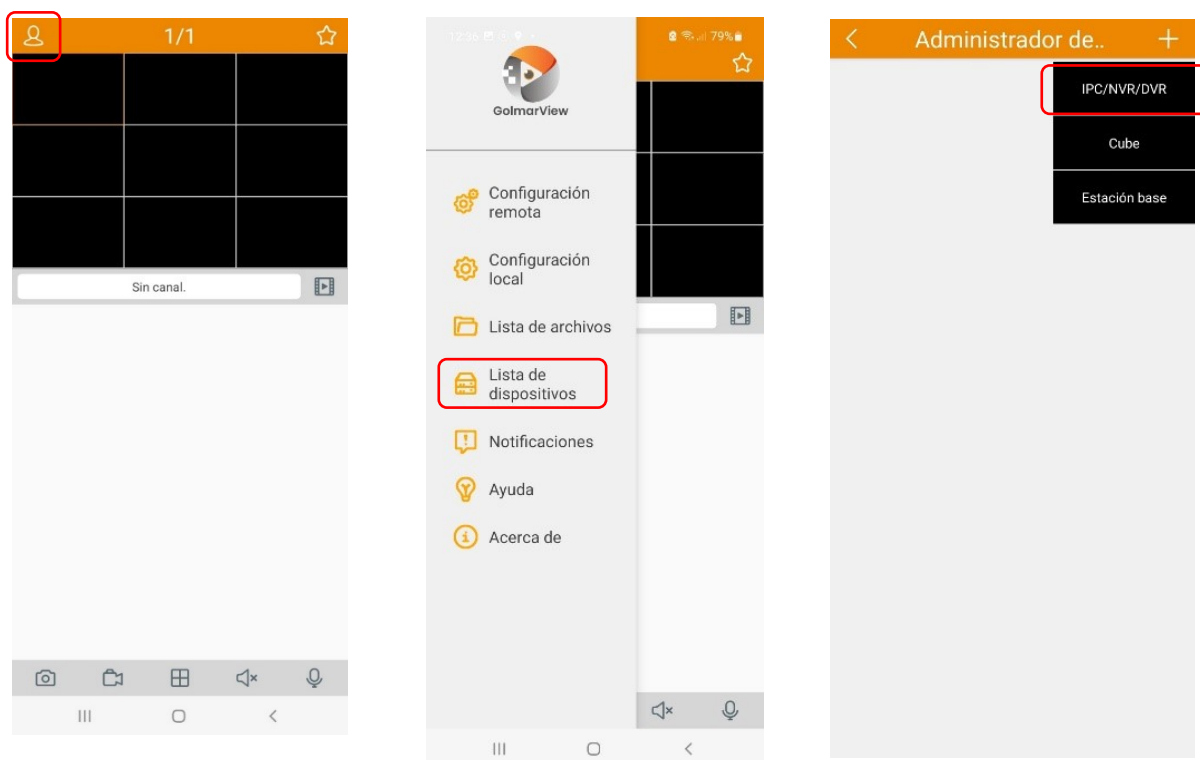 1/1
Sin canal.
12:36
79%
GolmarView
Configuración
remota
Configuración
local
Lista de archivos
Lista de
dispositivos
Notificaciones
Ayuda
Acerca de
Administrador de..
IPC/NVR/DVR
Cube
Estación base